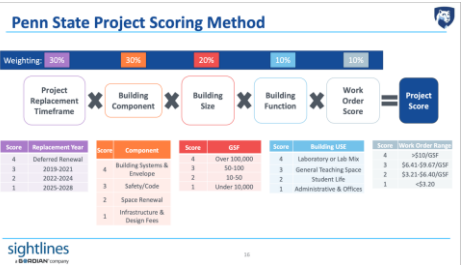 Penn State Project Scoring Method
Weighting: 30% 30% 20% 10% 10%
Project
Replacement
Timeframe
Building
Component
Building
Size
Building
Function
Work
Order
Score
=
Project
Score
Score Replacement Year
4 Deferred Renewal
3 2019-2021
2 2022-2024
1 2025-2028
Score Component
4 Building Systems &
Envelope
3 Safety/Code
2 Space Renewal
1 Infrastructure &
Design Fees
Score GSF
4 Over 100,000
3 50-100
2 10-50
1 Under 10,000
Score Building USE
4 Laboratory or Lab Mix
3 General Teaching Space
2 Student Life
1 Administrative & Offices
Score Work Order Range
4 >$10/GSF
3 $6.41-$9.67/GSF
2 $3.21-$6.40/GSF
1 <$3.20
sightlines
a GORDIAN® company
16